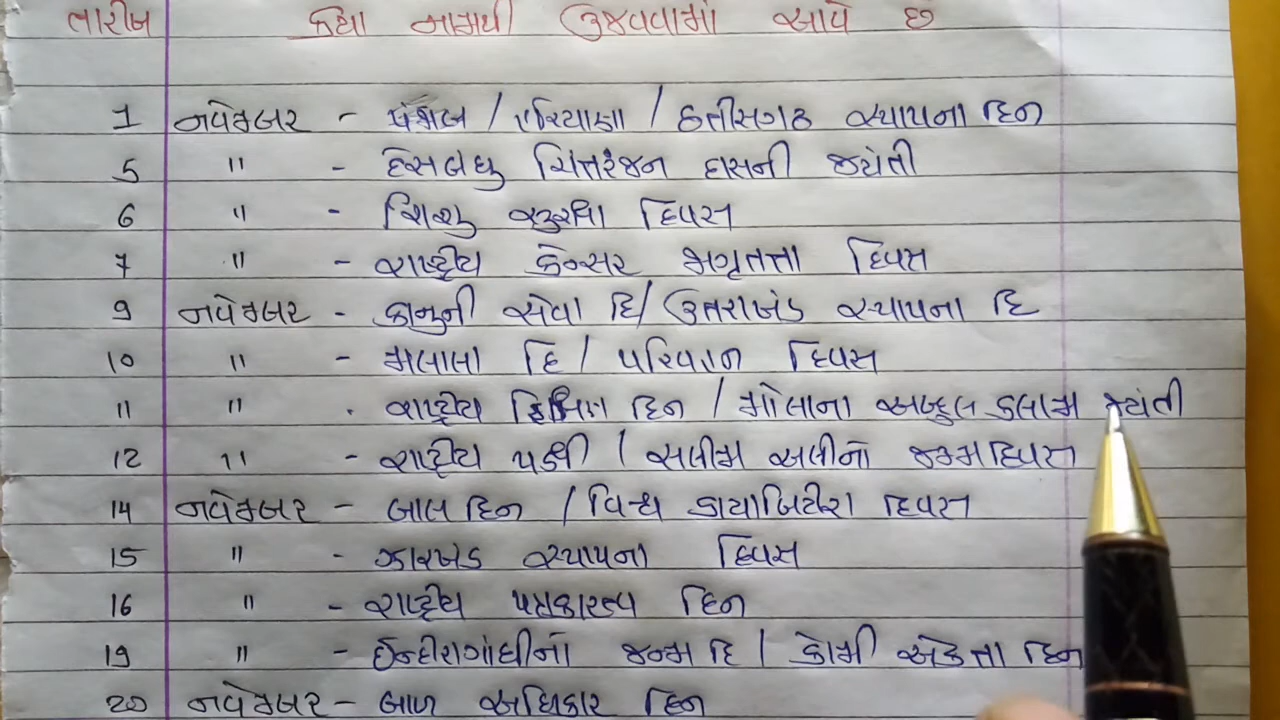 તારીખ કયા નામથી ઉજવવામાં આવે છે
1 નવેમ્બર - પંજાબ / હરિયાણા / છત્તીસગઢ સ્થાપના દિન
5 " - દેસબંધુ ચિત્તરંજન દાસની જયંતી
6 " - શિશુ સુરક્ષા દિવસ
7 " - રાષ્ટ્રીય કેન્સર જાગૃતતા દિવસ
9 નવેમ્બર - કાનુની સેવા દિ / ઉત્તરાખંડ સ્થાપના દિ
10 " - મલાલા દિ / પરિવહન દિવસ
11 " - રાષ્ટ્રીય શિક્ષણ દિન / મોલાના અબ્દુલ કલામ જયંતી
12 " - રાષ્ટ્રીય પક્ષી / સલીમ અલીનો જન્મદિવસ
14 નવેમ્બર - બાલદિન / વિશ્વ ડાયાબિટીશ દિવસ
15 " - ઝારખંડ સ્થાપના દિવસ
16 " - રાષ્ટ્રીય પત્રકારત્વ દિન
19 " - ઈન્દીરાગાંધીનો જન્મ દિ / કોમી એકતા દિન
20 નવેમ્બર - બાળ અધિકાર દિન